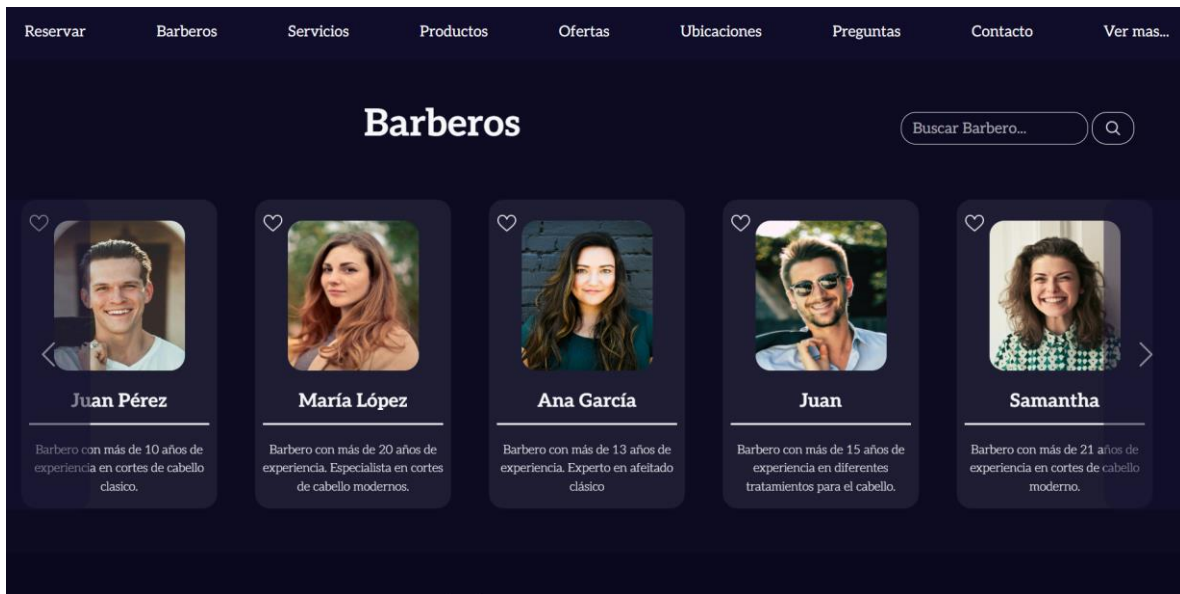 Reservar Barberos Servicios Productos Ofertas Ubicaciones Preguntas Contacto Ver mas...
Barberos
Buscar Barbero...
Juan Pérez
Barbero con más de 10 años de
experiencia en cortes de cabello
clasico.
María López
Barbero con más de 20 años de
experiencia. Especialista en cortes
de cabello modernos.
Ana García
Barbero con más de 13 años de
experiencia. Experto en afeitado
clásico
Juan
Barbero con más de 15 años de
experiencia en diferentes
tratamientos para el cabello.
Samantha
Barbero con más de 21 años de
experiencia en cortes de cabello
moderno.